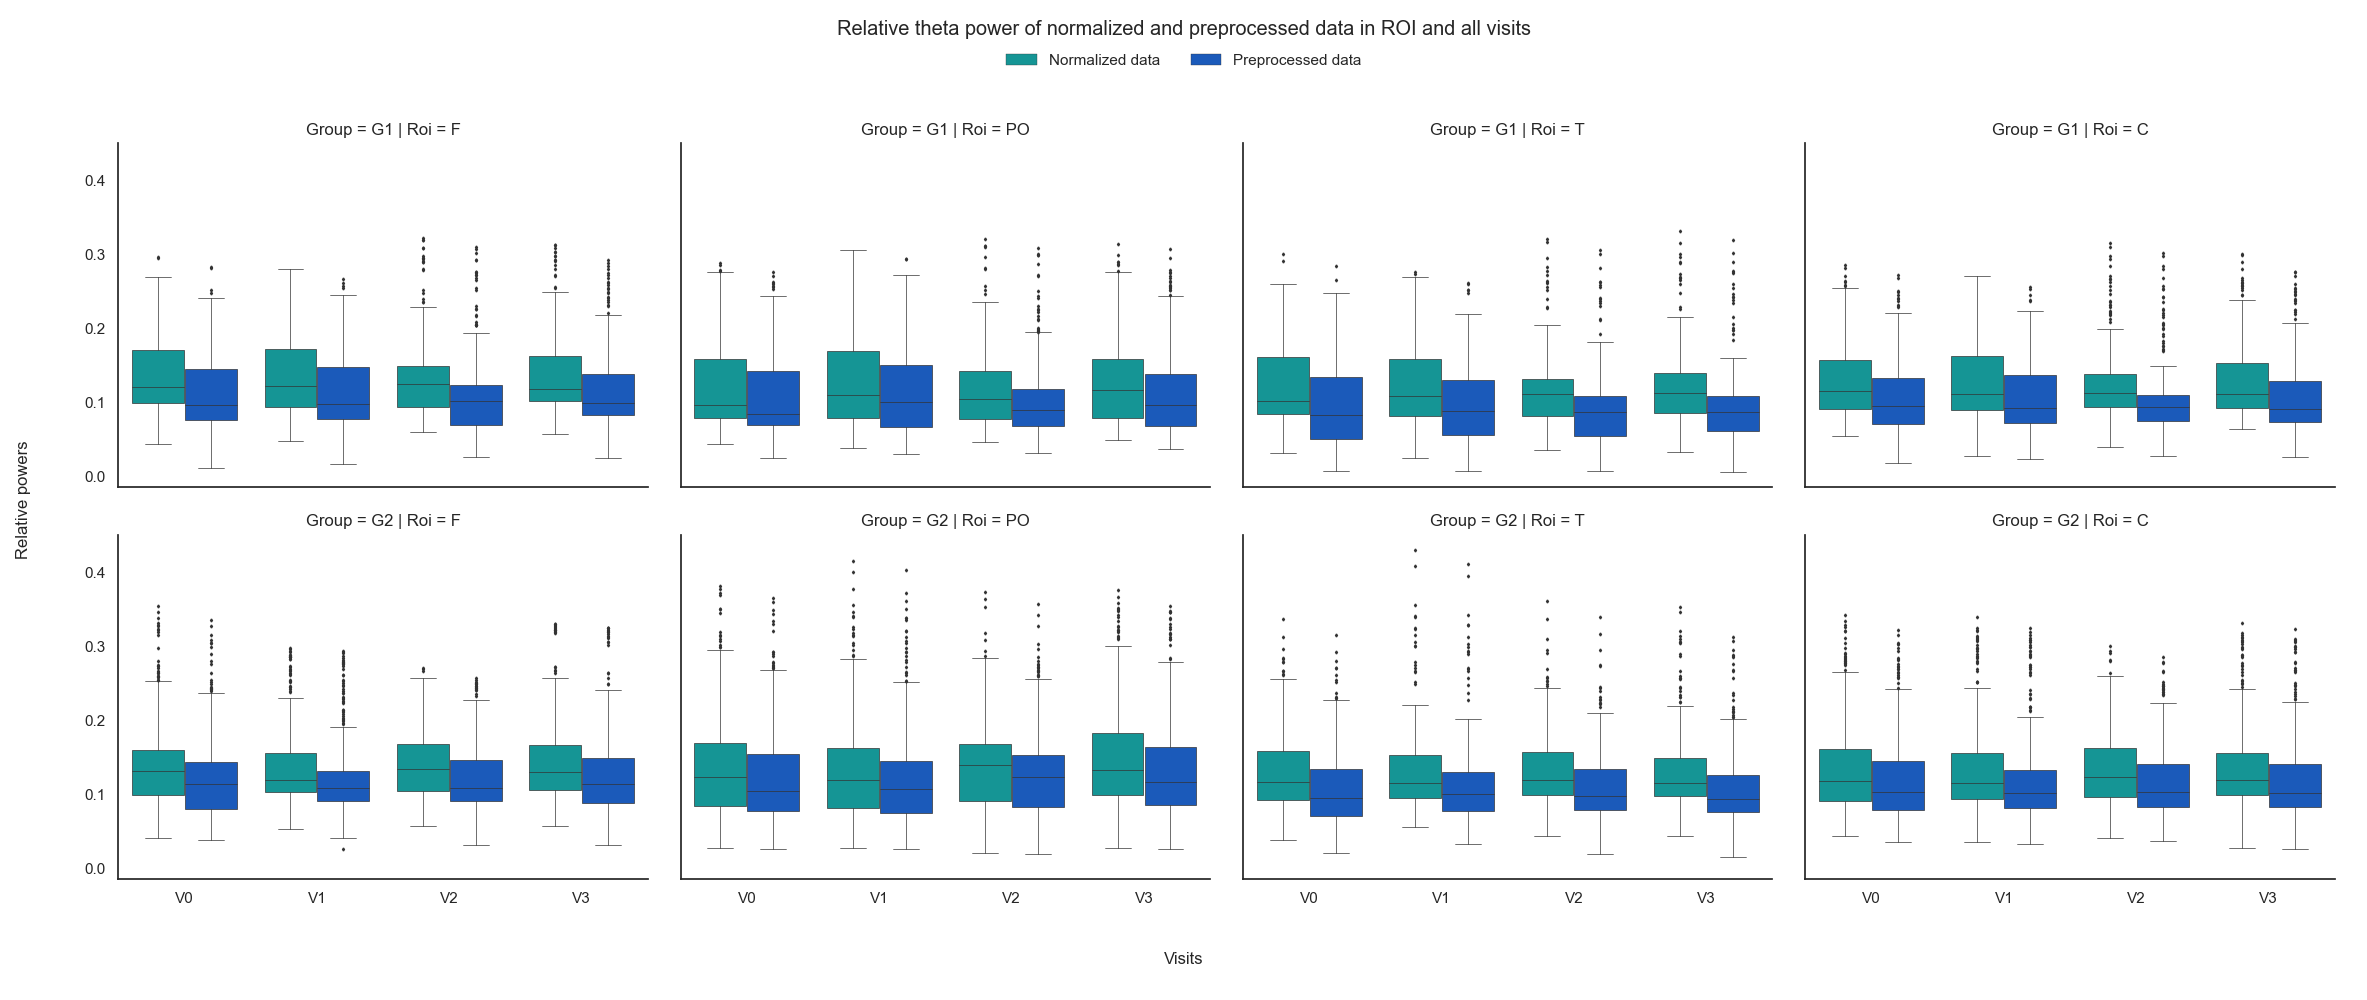 Relative theta power of normalized and preprocessed data in ROI and all visits
Normalized data Preprocessed data
Group = G1 | Roi = F
Group = G1 | Roi = PO
Group = G1 | Roi = T
Group = G1 | Roi = C
0.4
0.3
0.2
0.1
0.0
Relative powers
Group = G2 | Roi = F
Group = G2 | Roi = PO
Group = G2 | Roi = T
Group = G2 | Roi = C
0.4
0.3
0.2
0.1
0.0
V0 V1 V2 V3
V0 V1 V2 V3
V0 V1 V2 V3
V0 V1 V2 V3
Visits